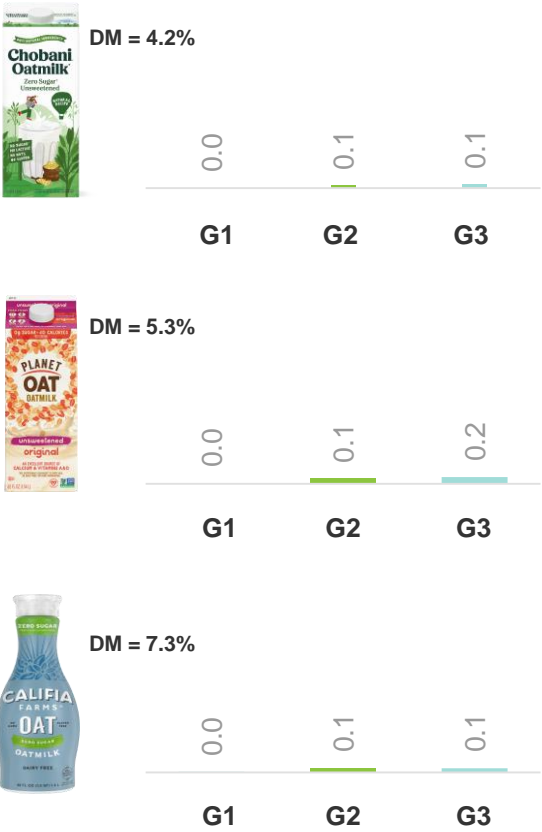 Chobani
Oatmilk
Zero Sugar
Unsweetened
DM = 4.2%
0.0 0.1 0.1
G1 G2 G3
PLANET
OAT
OATMILK
unsweetened
original
DM = 5.3%
0.0 0.1 0.2
G1 G2 G3
ZERO SUGAR
CALIFIA
FARMS
OAT
ZERO SUGAR
OATMILK
DAIRY FREE
DM = 7.3%
0.0 0.1 0.1
G1 G2 G3